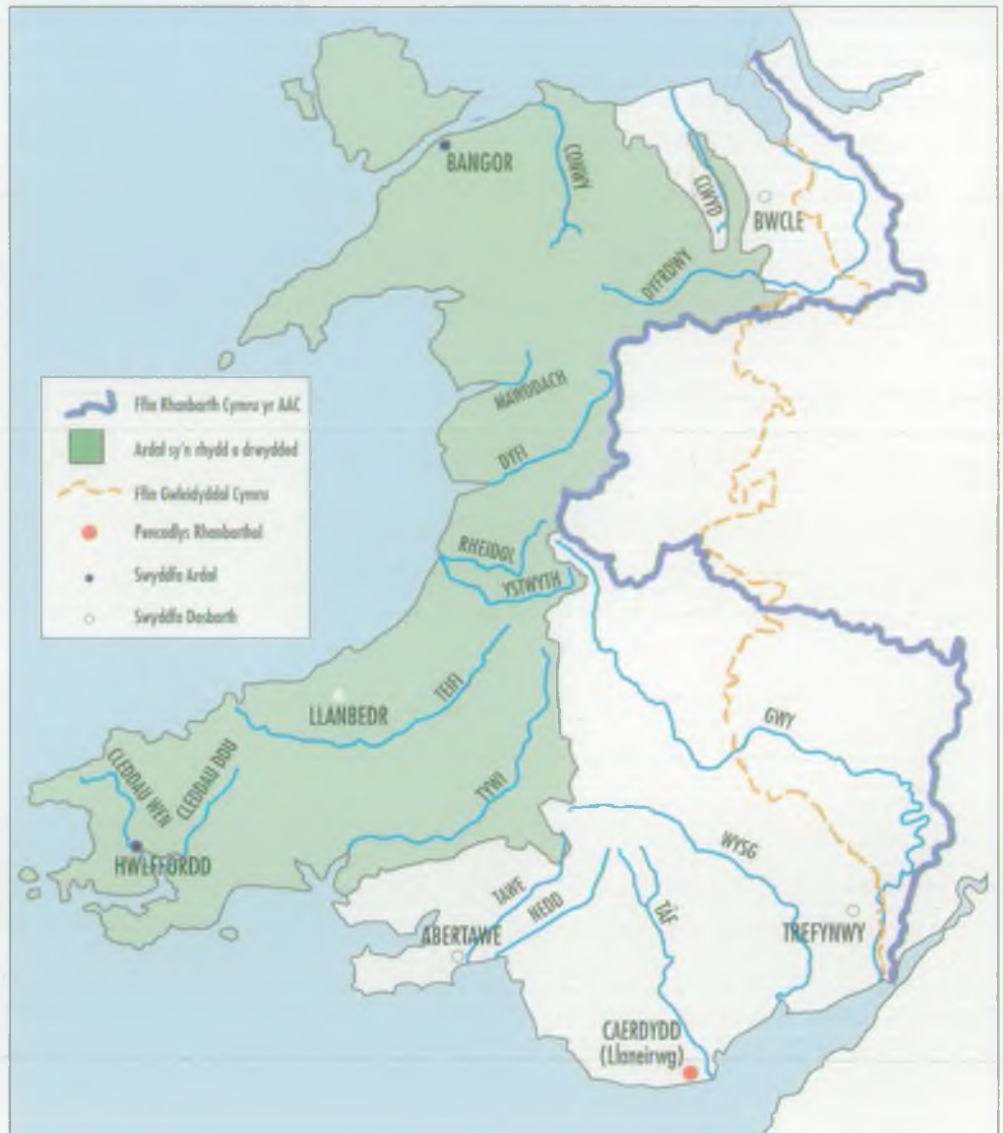 BANGOR
CONWY
CLWYD
BWCLE
DYFRDWY
MAWDDACH
DYFI
Ffin Rhanbarth Cymru yr AAC
Ardal sy'n rhydd o drwydded
Ffin Gwleidyddol Cymru
Pencadlys Rhanbarthol
Swyddfa Ardal
Swyddfa Dosbarth
RHEIDOL
YSTWYTH
LLANBEDR
TEIFI
GWY
CLEDDAU WEN
CLEDDAU DDU
TYWI
HWLFFORDD
WYSG
TAWE
NEDD
TÂF
ABERTAWE
TREFYNWY
CAERDYDD
(Llaneirwg)